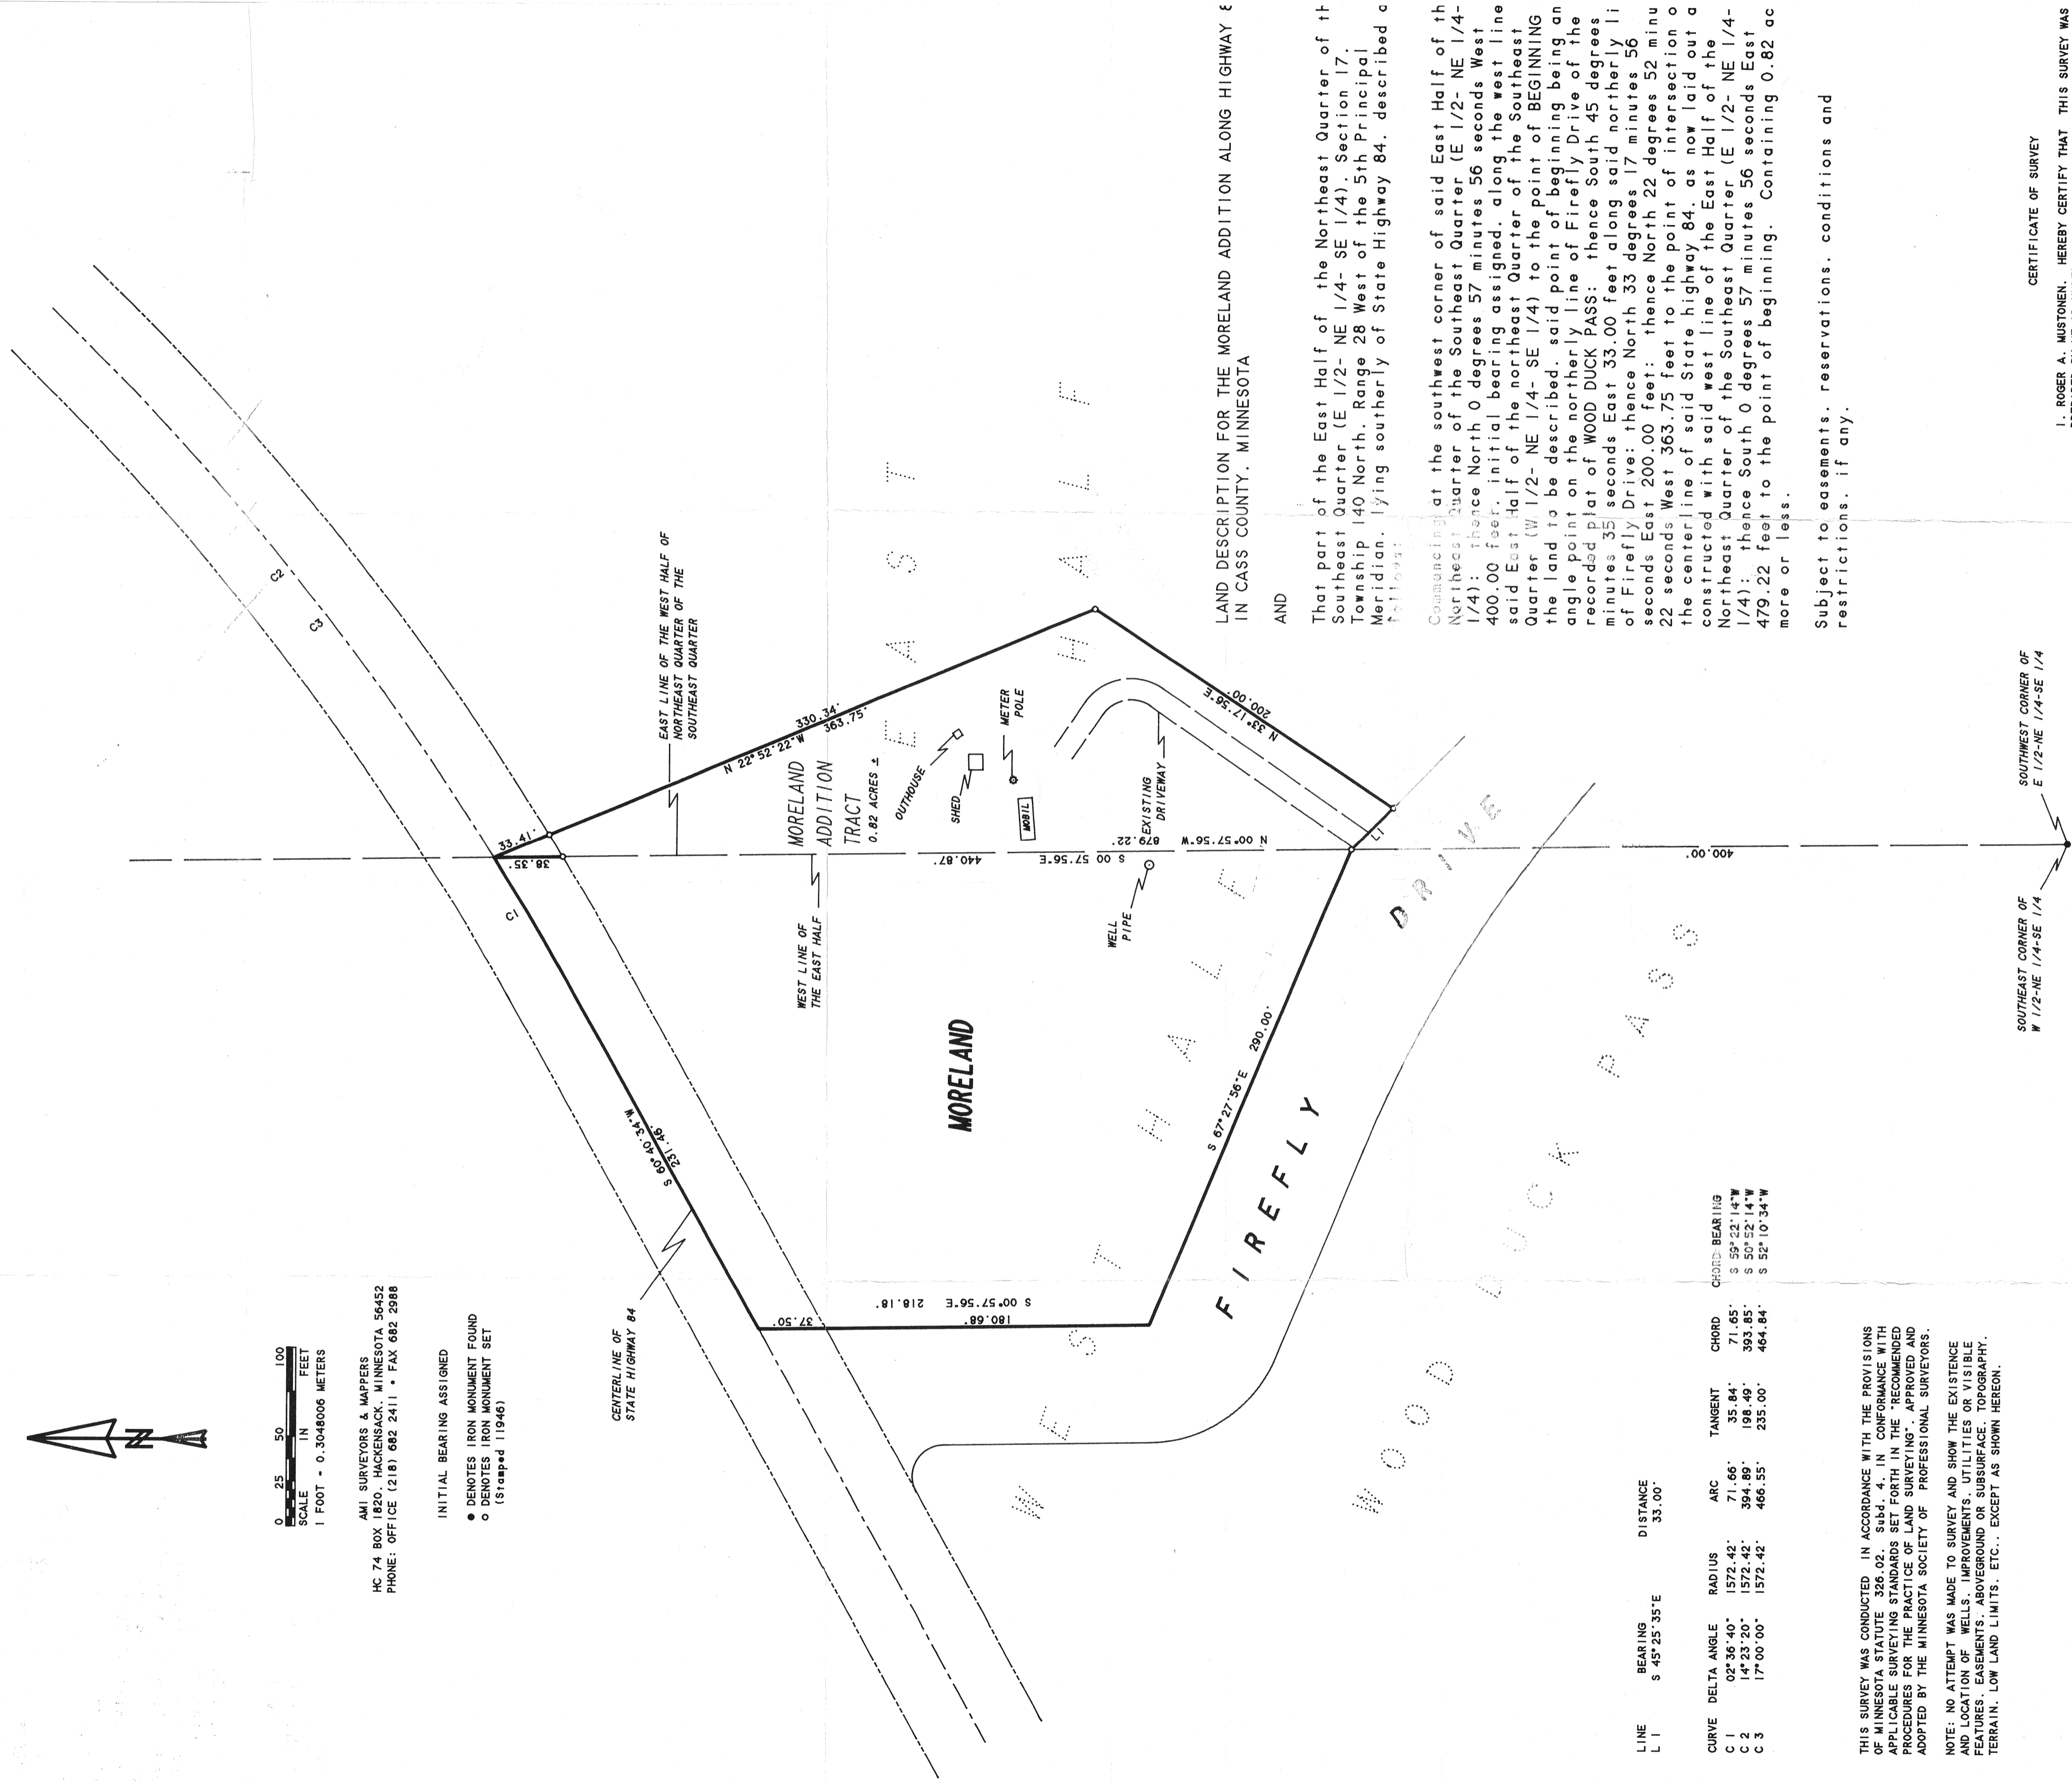 N
0 25 50 100
SCALE IN FEET
1 FOOT = 0.3048006 METERS
AMI SURVEYORS & MAPPERS
HC 74 BOX 1820. HACKENSACK. MINNESOTA 56452
PHONE: OFFICE (218) 682 2411 • FAX 682 2988
INITIAL BEARING ASSIGNED
● DENOTES IRON MONUMENT FOUND
○ DENOTES IRON MONUMENT SET
(Stamped 11946)
CENTERLINE OF
STATE HIGHWAY 84
C2
C3
C1
33.41'
38.35'
S 60°40'34"W
231.46'
EAST LINE OF THE WEST HALF OF
NORTHEAST QUARTER OF THE
SOUTHEAST QUARTER
N 22°52'22"W
330.34'
363.75'
WEST LINE OF
THE EAST HALF
MORELAND
ADDITION
TRACT
0.82 ACRES ±
OUTHOUSE
SHED
METER
POLE
MOBIL
EAST
HALF
440.87'
S 00°57'56"E
879.22'
N 00°57'56"W
EXISTING
DRIVEWAY
WELL
PIPE
N 33°17'56"E
200.00'
L1
37.50'
218.18'
S 00°57'56"E
180.68'
MORELAND
WEST HALF
S 67°27'56"E 290.00'
FIREFLY DRIVE
WOOD DUCK PASS
400.00'
SOUTHEAST CORNER OF
W 1/2-NE 1/4-SE 1/4
SOUTHWEST CORNER OF
E 1/2-NE 1/4-SE 1/4
LINE BEARING DISTANCE
L 1 S 45°25'35"E 33.00'
CURVE DELTA ANGLE RADIUS ARC TANGENT CHORD CHORD BEARING
C 1 02°36'40" 1572.42' 71.66' 35.84' 71.65' S 59°22'14"W
C 2 14°23'20" 1572.42' 394.89' 198.49' 393.85' S 50°52'14"W
C 3 17°00'00" 1572.42' 466.55' 235.00' 464.84' S 52°10'34"W
THIS SURVEY WAS CONDUCTED IN ACCORDANCE WITH THE PROVISIONS
OF MINNESOTA STATUTE 326.02. Subd. 4. IN CONFORMANCE WITH
APPLICABLE SURVEYING STANDARDS SET FORTH IN THE "RECOMMENDED
PROCEDURES FOR THE PRACTICE OF LAND SURVEYING". APPROVED AND
ADOPTED BY THE MINNESOTA SOCIETY OF PROFESSIONAL SURVEYORS.
NOTE: NO ATTEMPT WAS MADE TO SURVEY AND SHOW THE EXISTENCE
AND LOCATION OF WELLS. IMPROVEMENTS. UTILITIES OR VISIBLE
FEATURES. EASEMENTS. ABOVEGROUND OR SUBSURFACE. TOPOGRAPHY.
TERRAIN. LOW LAND LIMITS. ETC.. EXCEPT AS SHOWN HEREON.
LAND DESCRIPTION FOR THE MORELAND ADDITION ALONG HIGHWAY
IN CASS COUNTY. MINNESOTA
AND
That part of the East Half of the Northeast Quarter of th
Southeast Quarter (E 1/2- NE 1/4- SE 1/4). Section 17.
Township 140 North. Range 28 West of the 5th Principal
Meridian. lying southerly of State Highway 84. described a
follows:
Commencing at the southwest corner of said East Half of th
Northeast Quarter of the Southeast Quarter (E 1/2- NE 1/4-
1/4): thence North 0 degrees 57 minutes 56 seconds West
400.00 feet. initial bearing assigned. along the west line
said East Half of the northeast Quarter of the Southeast
Quarter (W 1/2- NE 1/4- SE 1/4) to the point of BEGINNING
the land to be described. said point of beginning being an
angle point on the northerly line of Firefly Drive of the
recorded plat of WOOD DUCK PASS: thence South 45 degrees
minutes 35 seconds East 33.00 feet along said northerly li
of Firefly Drive: thence North 33 degrees 17 minutes 56
seconds East 200.00 feet: thence North 22 degrees 52 minu
22 seconds West 363.75 feet to the point of intersection o
the centerline of said State highway 84. as now laid out a
constructed with said west line of the East Half of the
Northeast Quarter of the Southeast Quarter (E 1/2- NE 1/4-
1/4): thence South 0 degrees 57 minutes 56 seconds East
479.22 feet to the point of beginning. Containing 0.82 ac
more or less.
Subject to easements. reservations. conditions and
restrictions. if any.
CERTIFICATE OF SURVEY
I. ROGER A. MUSTONEN. HEREBY CERTIFY THAT THIS SURVEY WAS